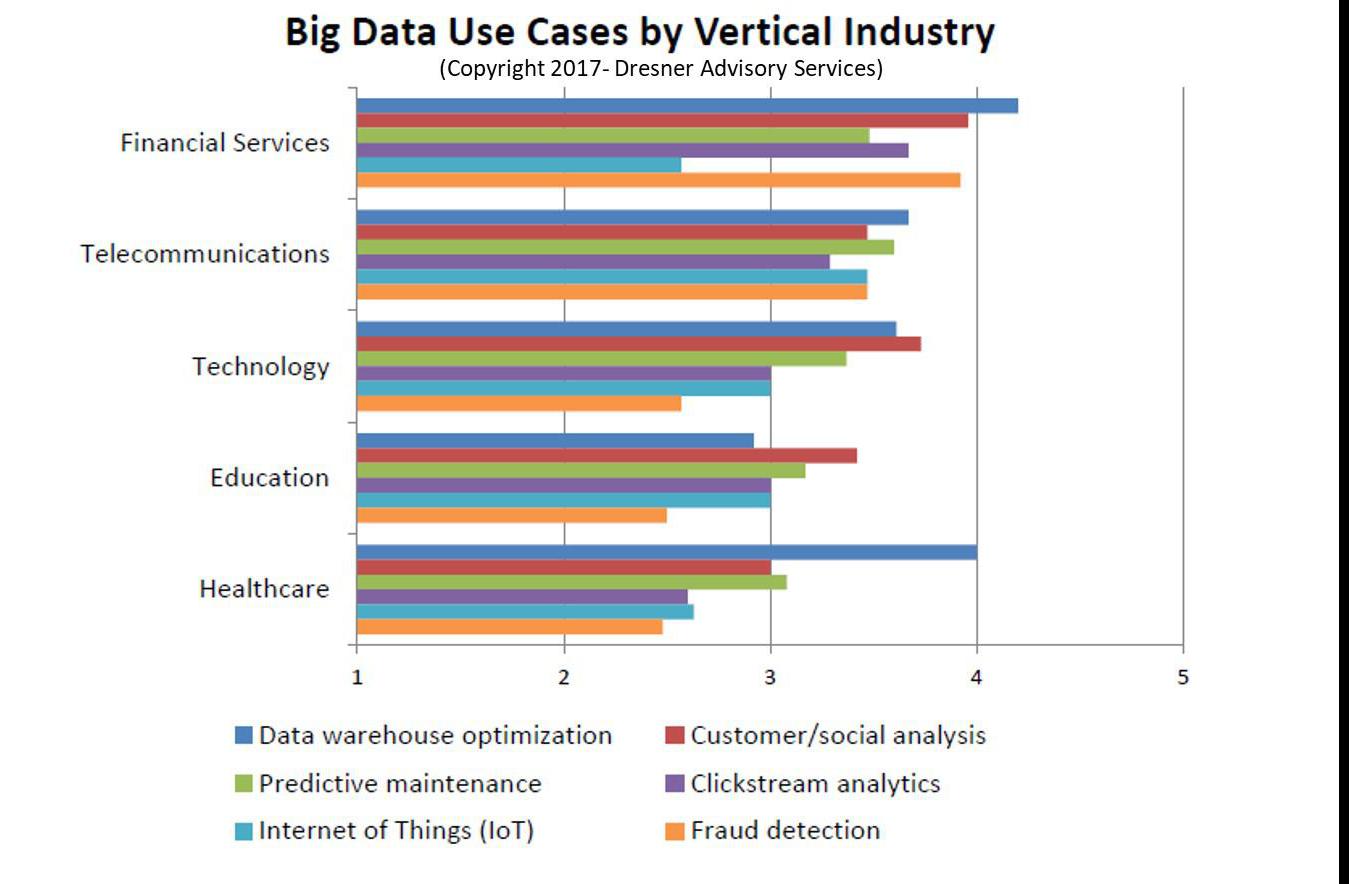 Big Data Use Cases by Vertical Industry
(Copyright 2017- Dresner Advisory Services)
Financial Services
Telecommunications
Technology
Education
Healthcare
1 2 3 4 5
Data warehouse optimization Customer/social analysis
Predictive maintenance Clickstream analytics
Internet of Things (IoT) Fraud detection